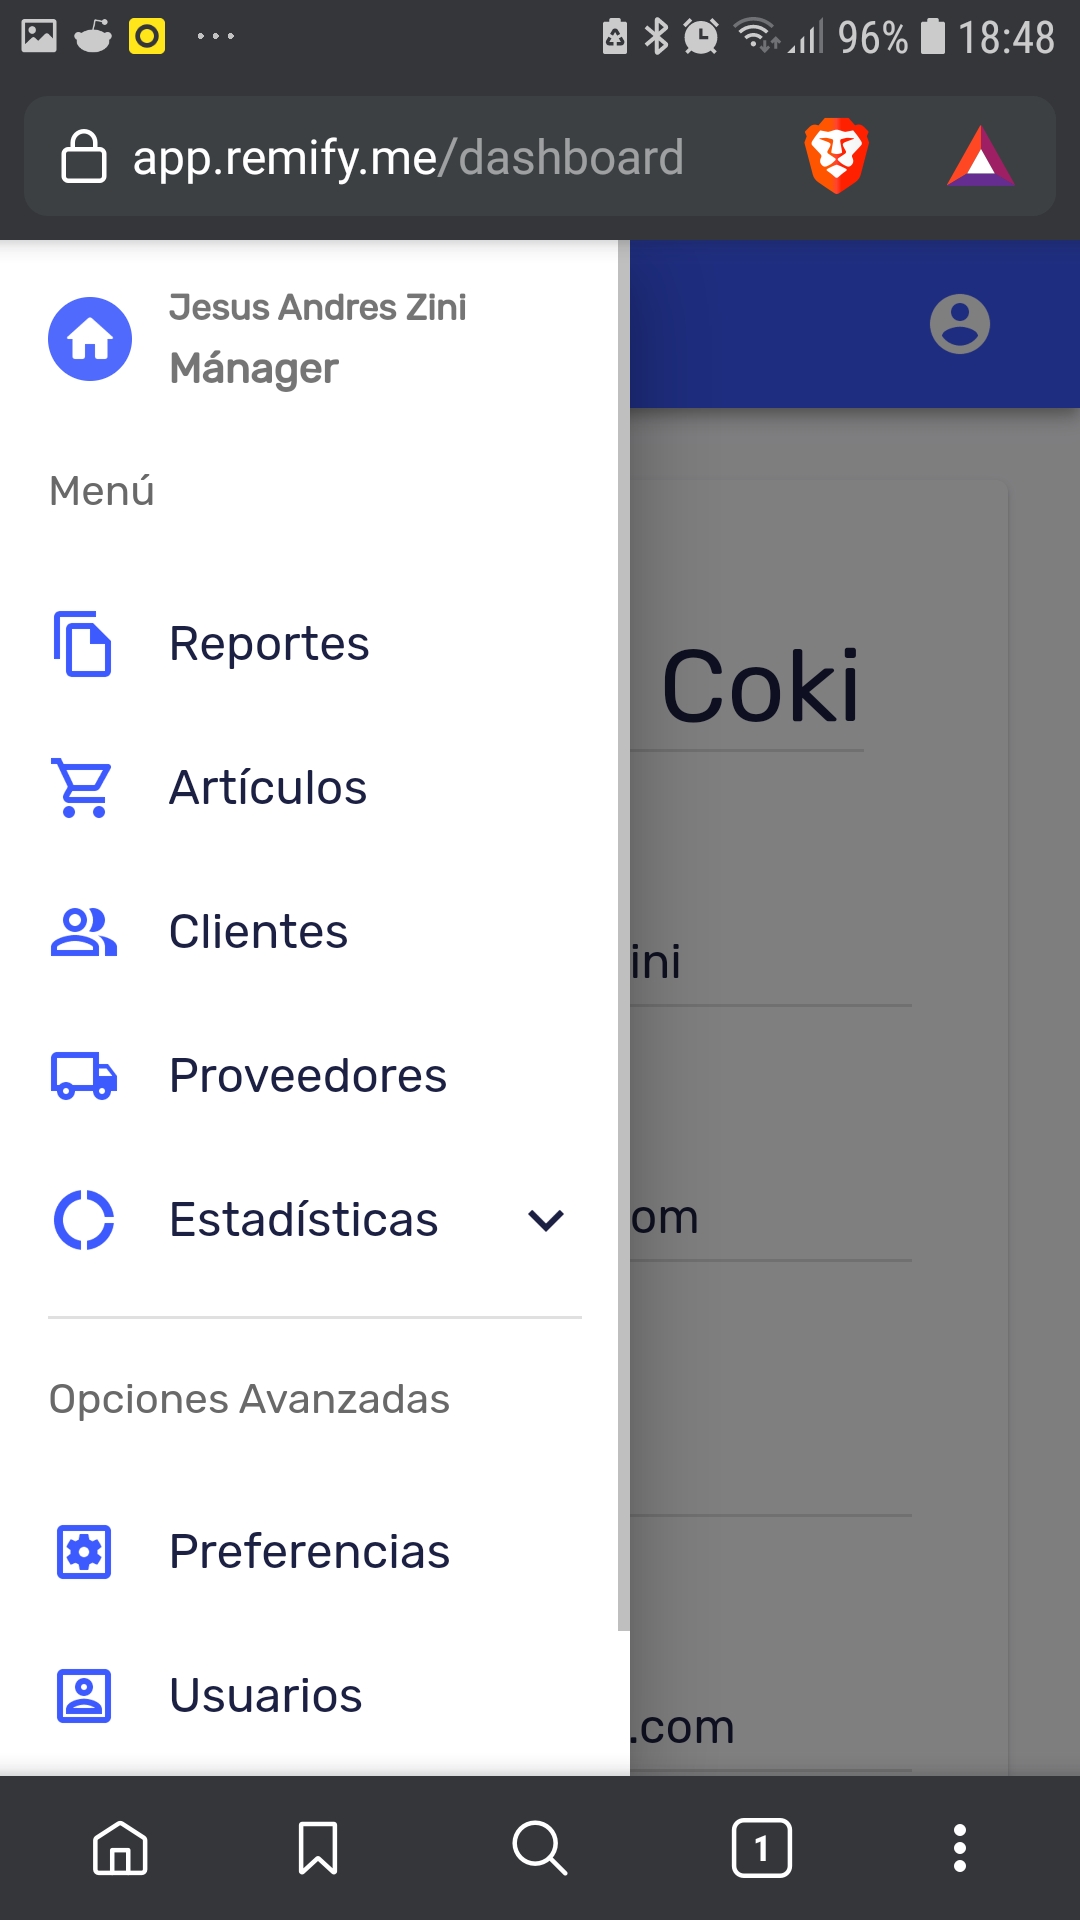 96% 18:48
app.remify.me/dashboard
Jesus Andres Zini
Mánager
Menú
Reportes
Coki
Artículos
Clientes
ini
Proveedores
om
Estadísticas
Opciones Avanzadas
Preferencias
Usuarios
.com
1